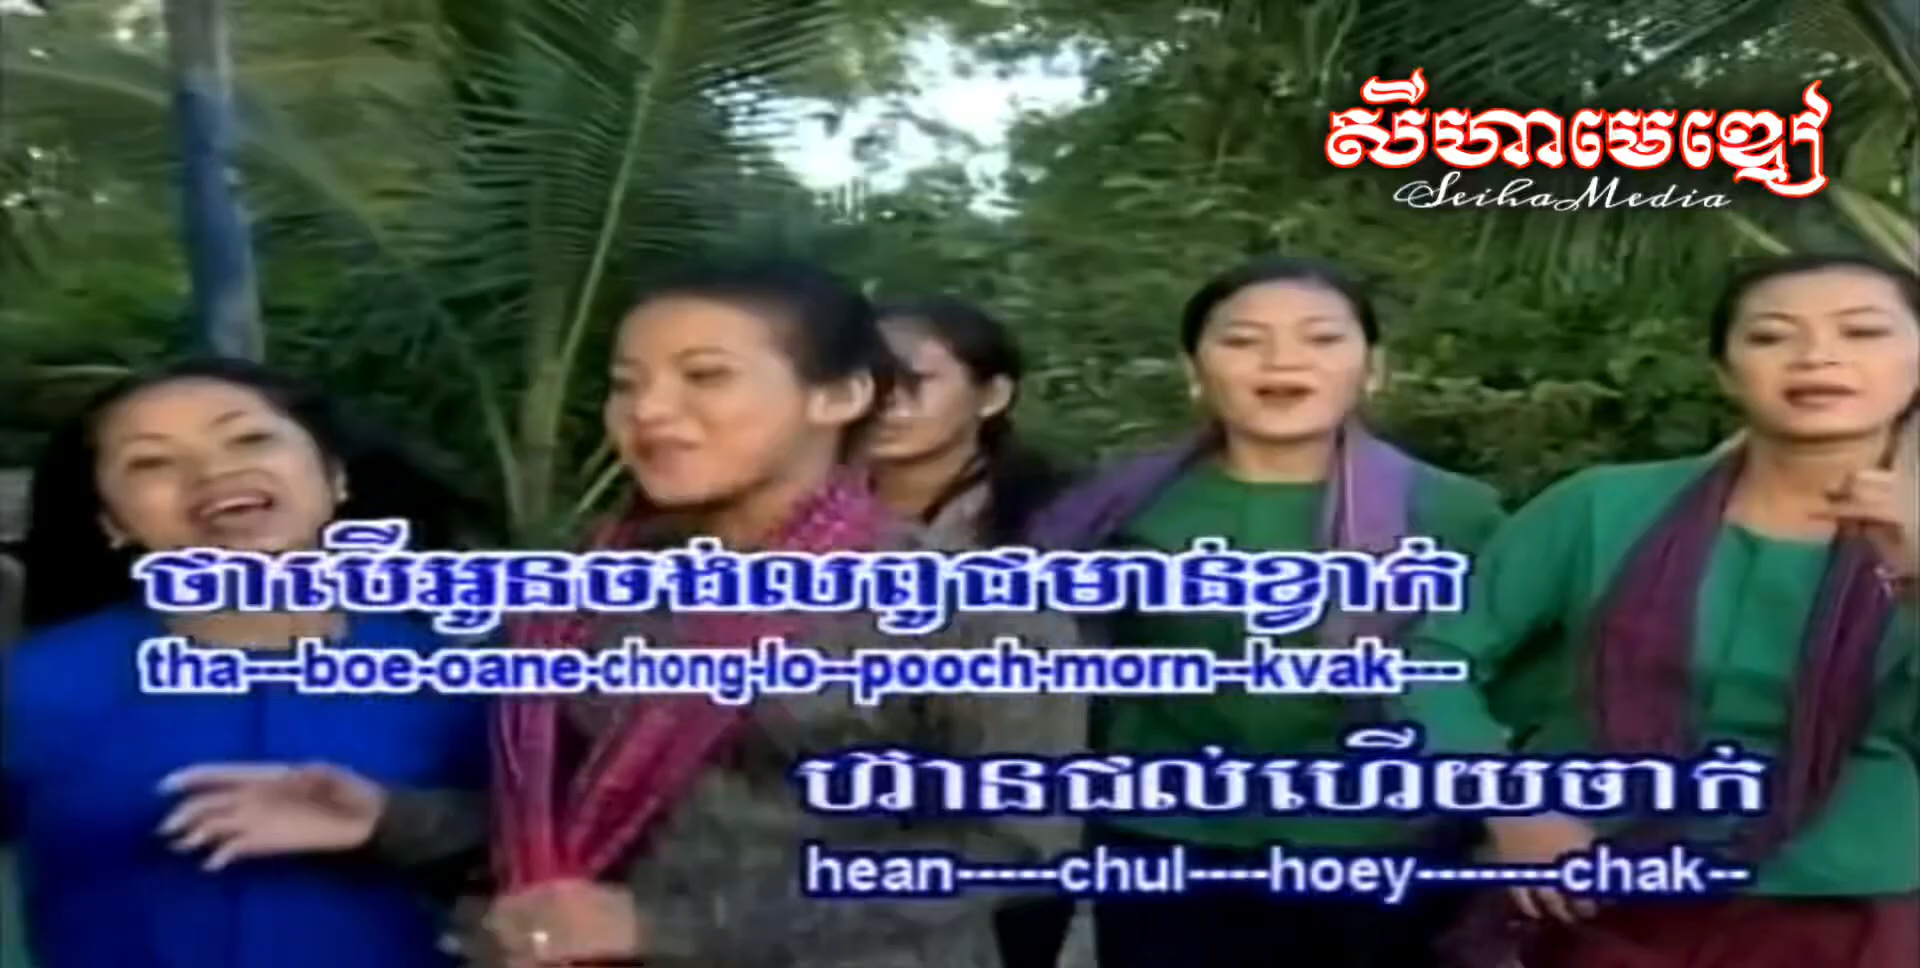 សីហាមេឌៀ
SeihaMedia
ថាបើអូនចង់លពូជមាន់ខ្វាក់
tha---boe-oane-chong-lo--pooch-morn--kvak---
ហ៊ានជល់ហើយចាក់
hean-----chul----hoey-------chak--